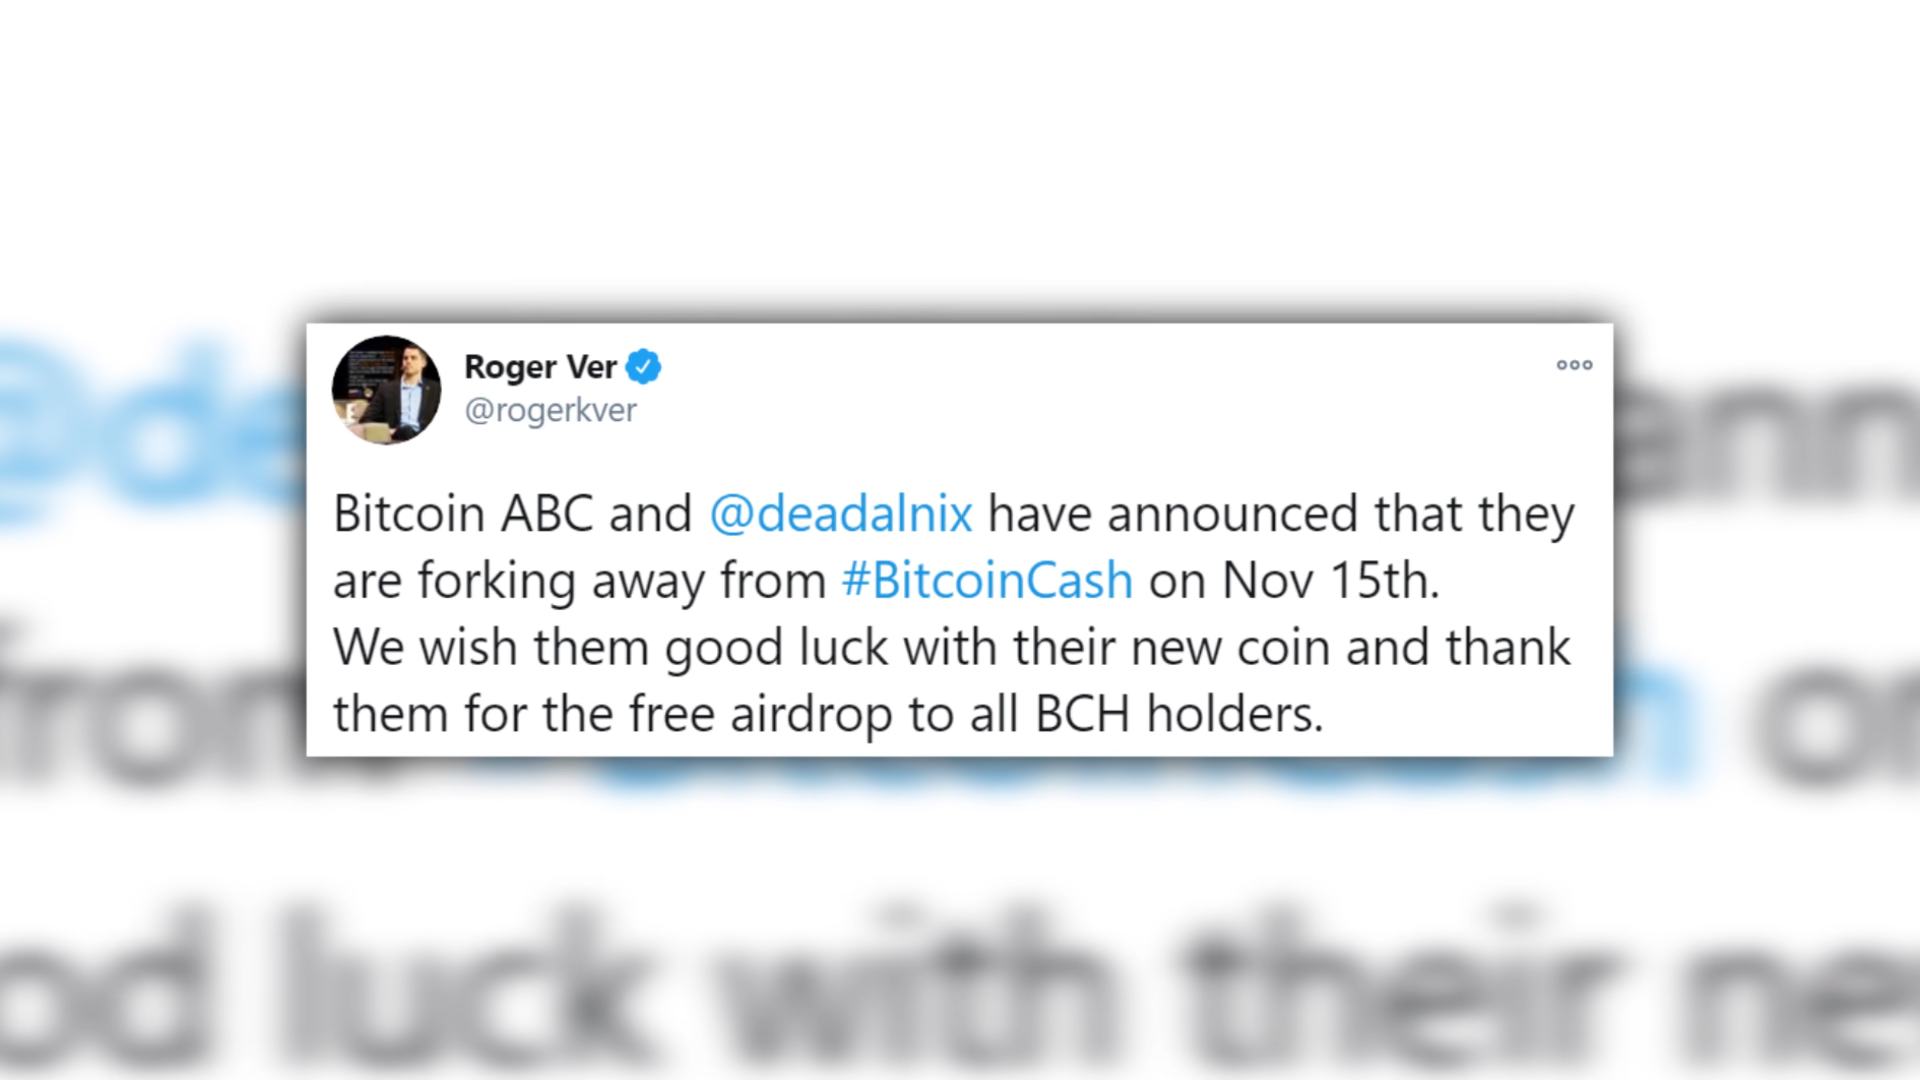 Roger Ver
@rogerkver
Bitcoin ABC and @deadalnix have announced that they
are forking away from #BitcoinCash on Nov 15th.
We wish them good luck with their new coin and thank
them for the free airdrop to all BCH holders.